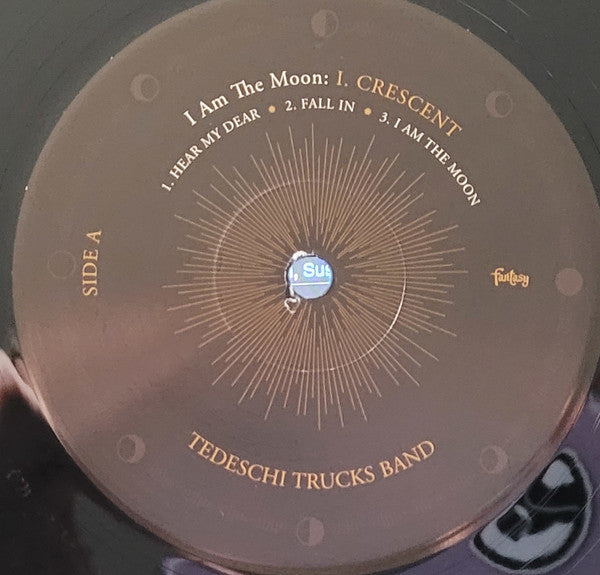 I Am The Moon: I. CRESCENT
1. HEAR MY DEAR • 2. FALL IN • 3. I AM THE MOON
SIDE A
, Sus
fantasy
TEDESCHI TRUCKS BAND